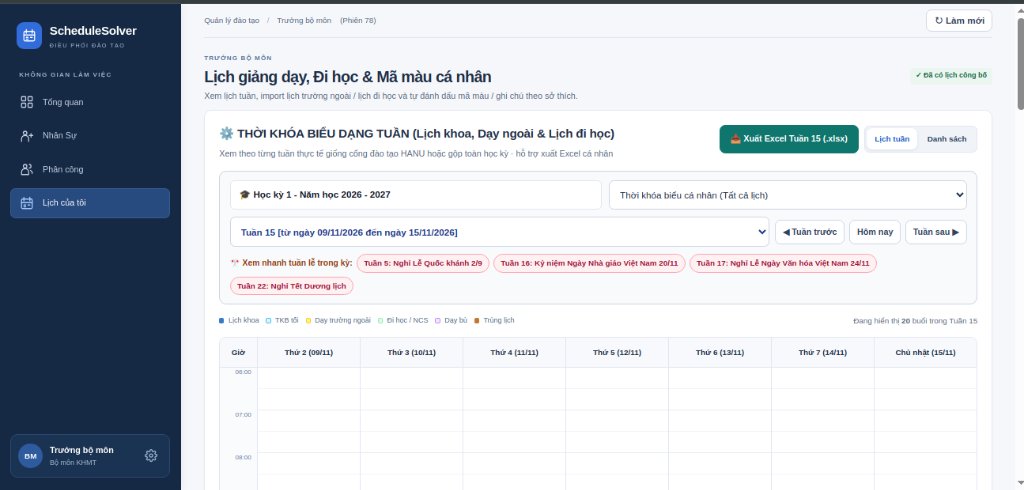 ScheduleSolver
ĐIỀU PHỐI ĐÀO TẠO
KHÔNG GIAN LÀM VIỆC
Tổng quan
Nhân Sự
Phân công
Lịch của tôi
BM
Trưởng bộ môn
Bộ môn KHMT
Quản lý đào tạo / Trưởng bộ môn (Phiên 78)
↻ Làm mới
TRƯỞNG BỘ MÔN
Lịch giảng dạy, Đi học & Mã màu cá nhân
✓ Đã có lịch công bố
Xem lịch tuần, import lịch trường ngoài / lịch đi học và tự đánh dấu mã màu / ghi chú theo sở thích.
THỜI KHÓA BIỂU DẠNG TUẦN (Lịch khoa, Dạy ngoài & Lịch đi học)
Xem theo từng tuần thực tế giống cổng đào tạo HANU hoặc gộp toàn học kỳ · hỗ trợ xuất Excel cá nhân
Xuất Excel Tuần 15 (.xlsx)
Lịch tuần
Danh sách
Học kỳ 1 - Năm học 2026 - 2027
Thời khóa biểu cá nhân (Tất cả lịch)
Tuần 15 [từ ngày 09/11/2026 đến ngày 15/11/2026]
◀ Tuần trước
Hôm nay
Tuần sau ▶
Xem nhanh tuần lễ trong kỳ:
Tuần 5: Nghỉ Lễ Quốc khánh 2/9
Tuần 16: Kỷ niệm Ngày Nhà giáo Việt Nam 20/11
Tuần 17: Nghỉ Lễ Ngày Văn hóa Việt Nam 24/11
Tuần 22: Nghỉ Tết Dương lịch
Lịch khoa
TKB tối
Dạy trường ngoài
Đi học / NCS
Dạy bù
Trùng lịch
Đang hiển thị 20 buổi trong Tuần 15
Giờ
Thứ 2 (09/11)
Thứ 3 (10/11)
Thứ 4 (11/11)
Thứ 5 (12/11)
Thứ 6 (13/11)
Thứ 7 (14/11)
Chủ nhật (15/11)
06:00
07:00
08:00